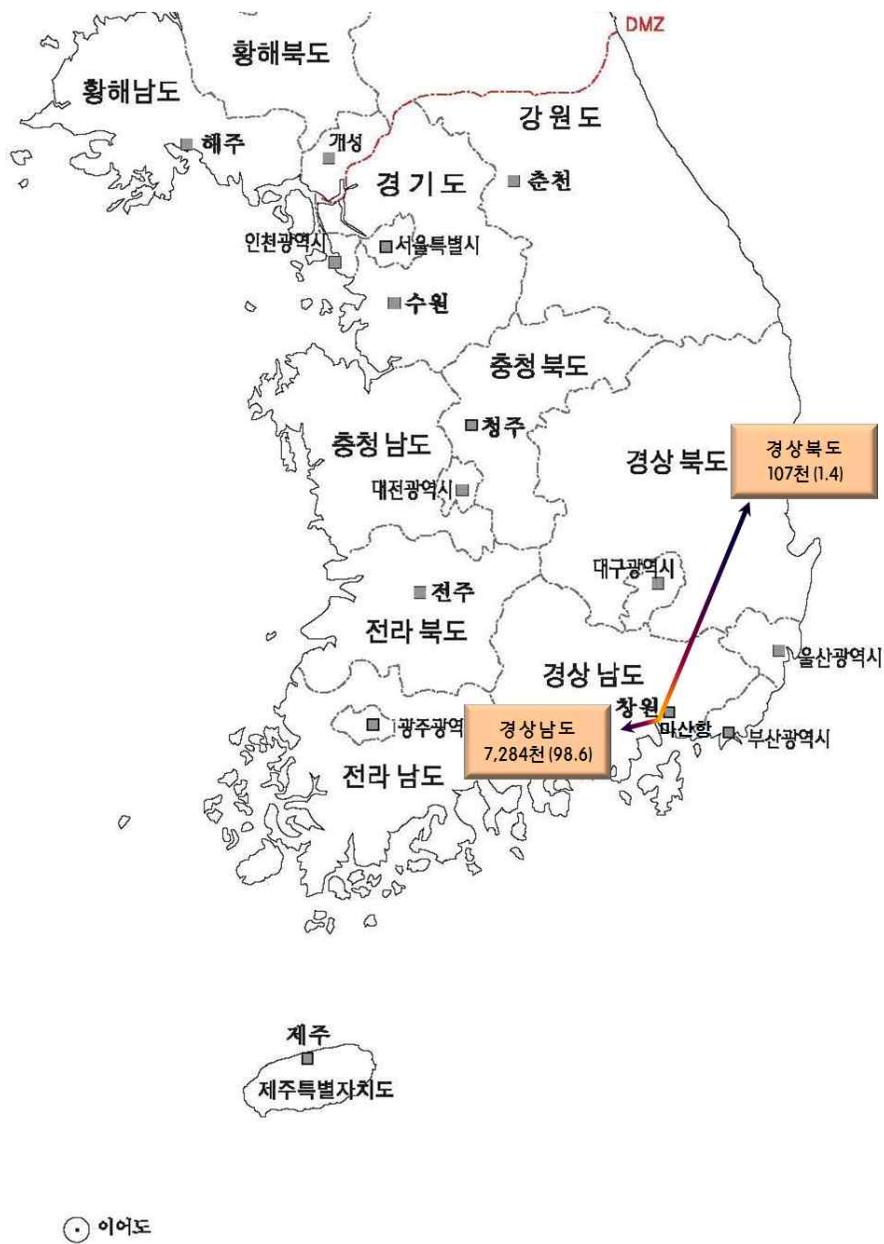 DMZ
황해북도
황해남도
강원도
개성
해주
경기도
춘천
인천광역시
서울특별시
수원
충청 북도
청주
충청 남도
경상 북도
경상북도
107천(1.4)
대전광역시
대구광역시
전주
전라 북도
울산광역시
경상 남도
창원
마산항
부산광역시
광주광역
경상남도
7,284천(98.6)
전라 남도
제주
제주특별자치도
이어도